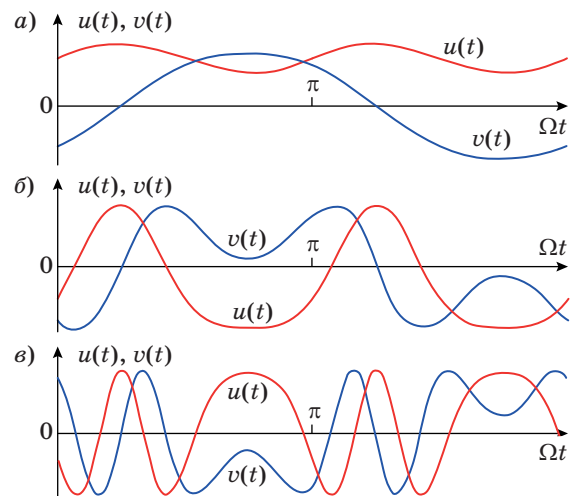 а) u(t), v(t)
u(t)
π
0
v(t)
Ωt
б) u(t), v(t)
v(t)
π
Ωt
0
u(t)
в) u(t), v(t)
u(t)
π
0
Ωt
v(t)